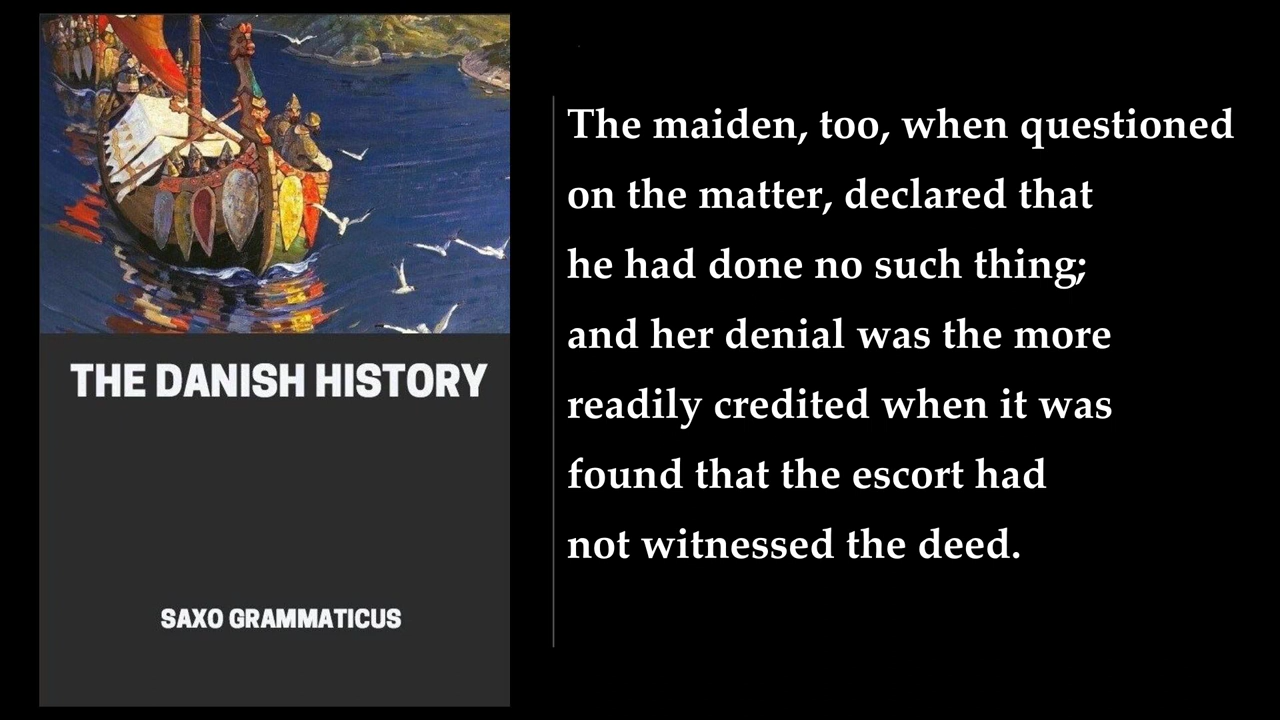 THE DANISH HISTORY
SAXO GRAMMATICUS
The maiden, too, when questioned
on the matter, declared that
he had done no such thing;
and her denial was the more
readily credited when it was
found that the escort had
not witnessed the deed.